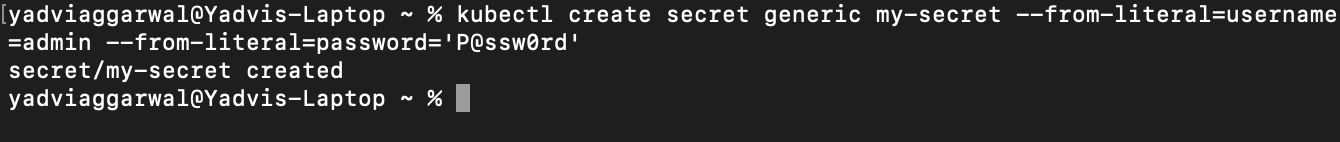 [yadviaggarwal@Yadvis-Laptop ~ % kubectl create secret generic my-secret --from-literal=username
=admin --from-literal=password='P@ssw0rd'
secret/my-secret created
yadviaggarwal@Yadvis-Laptop ~ %